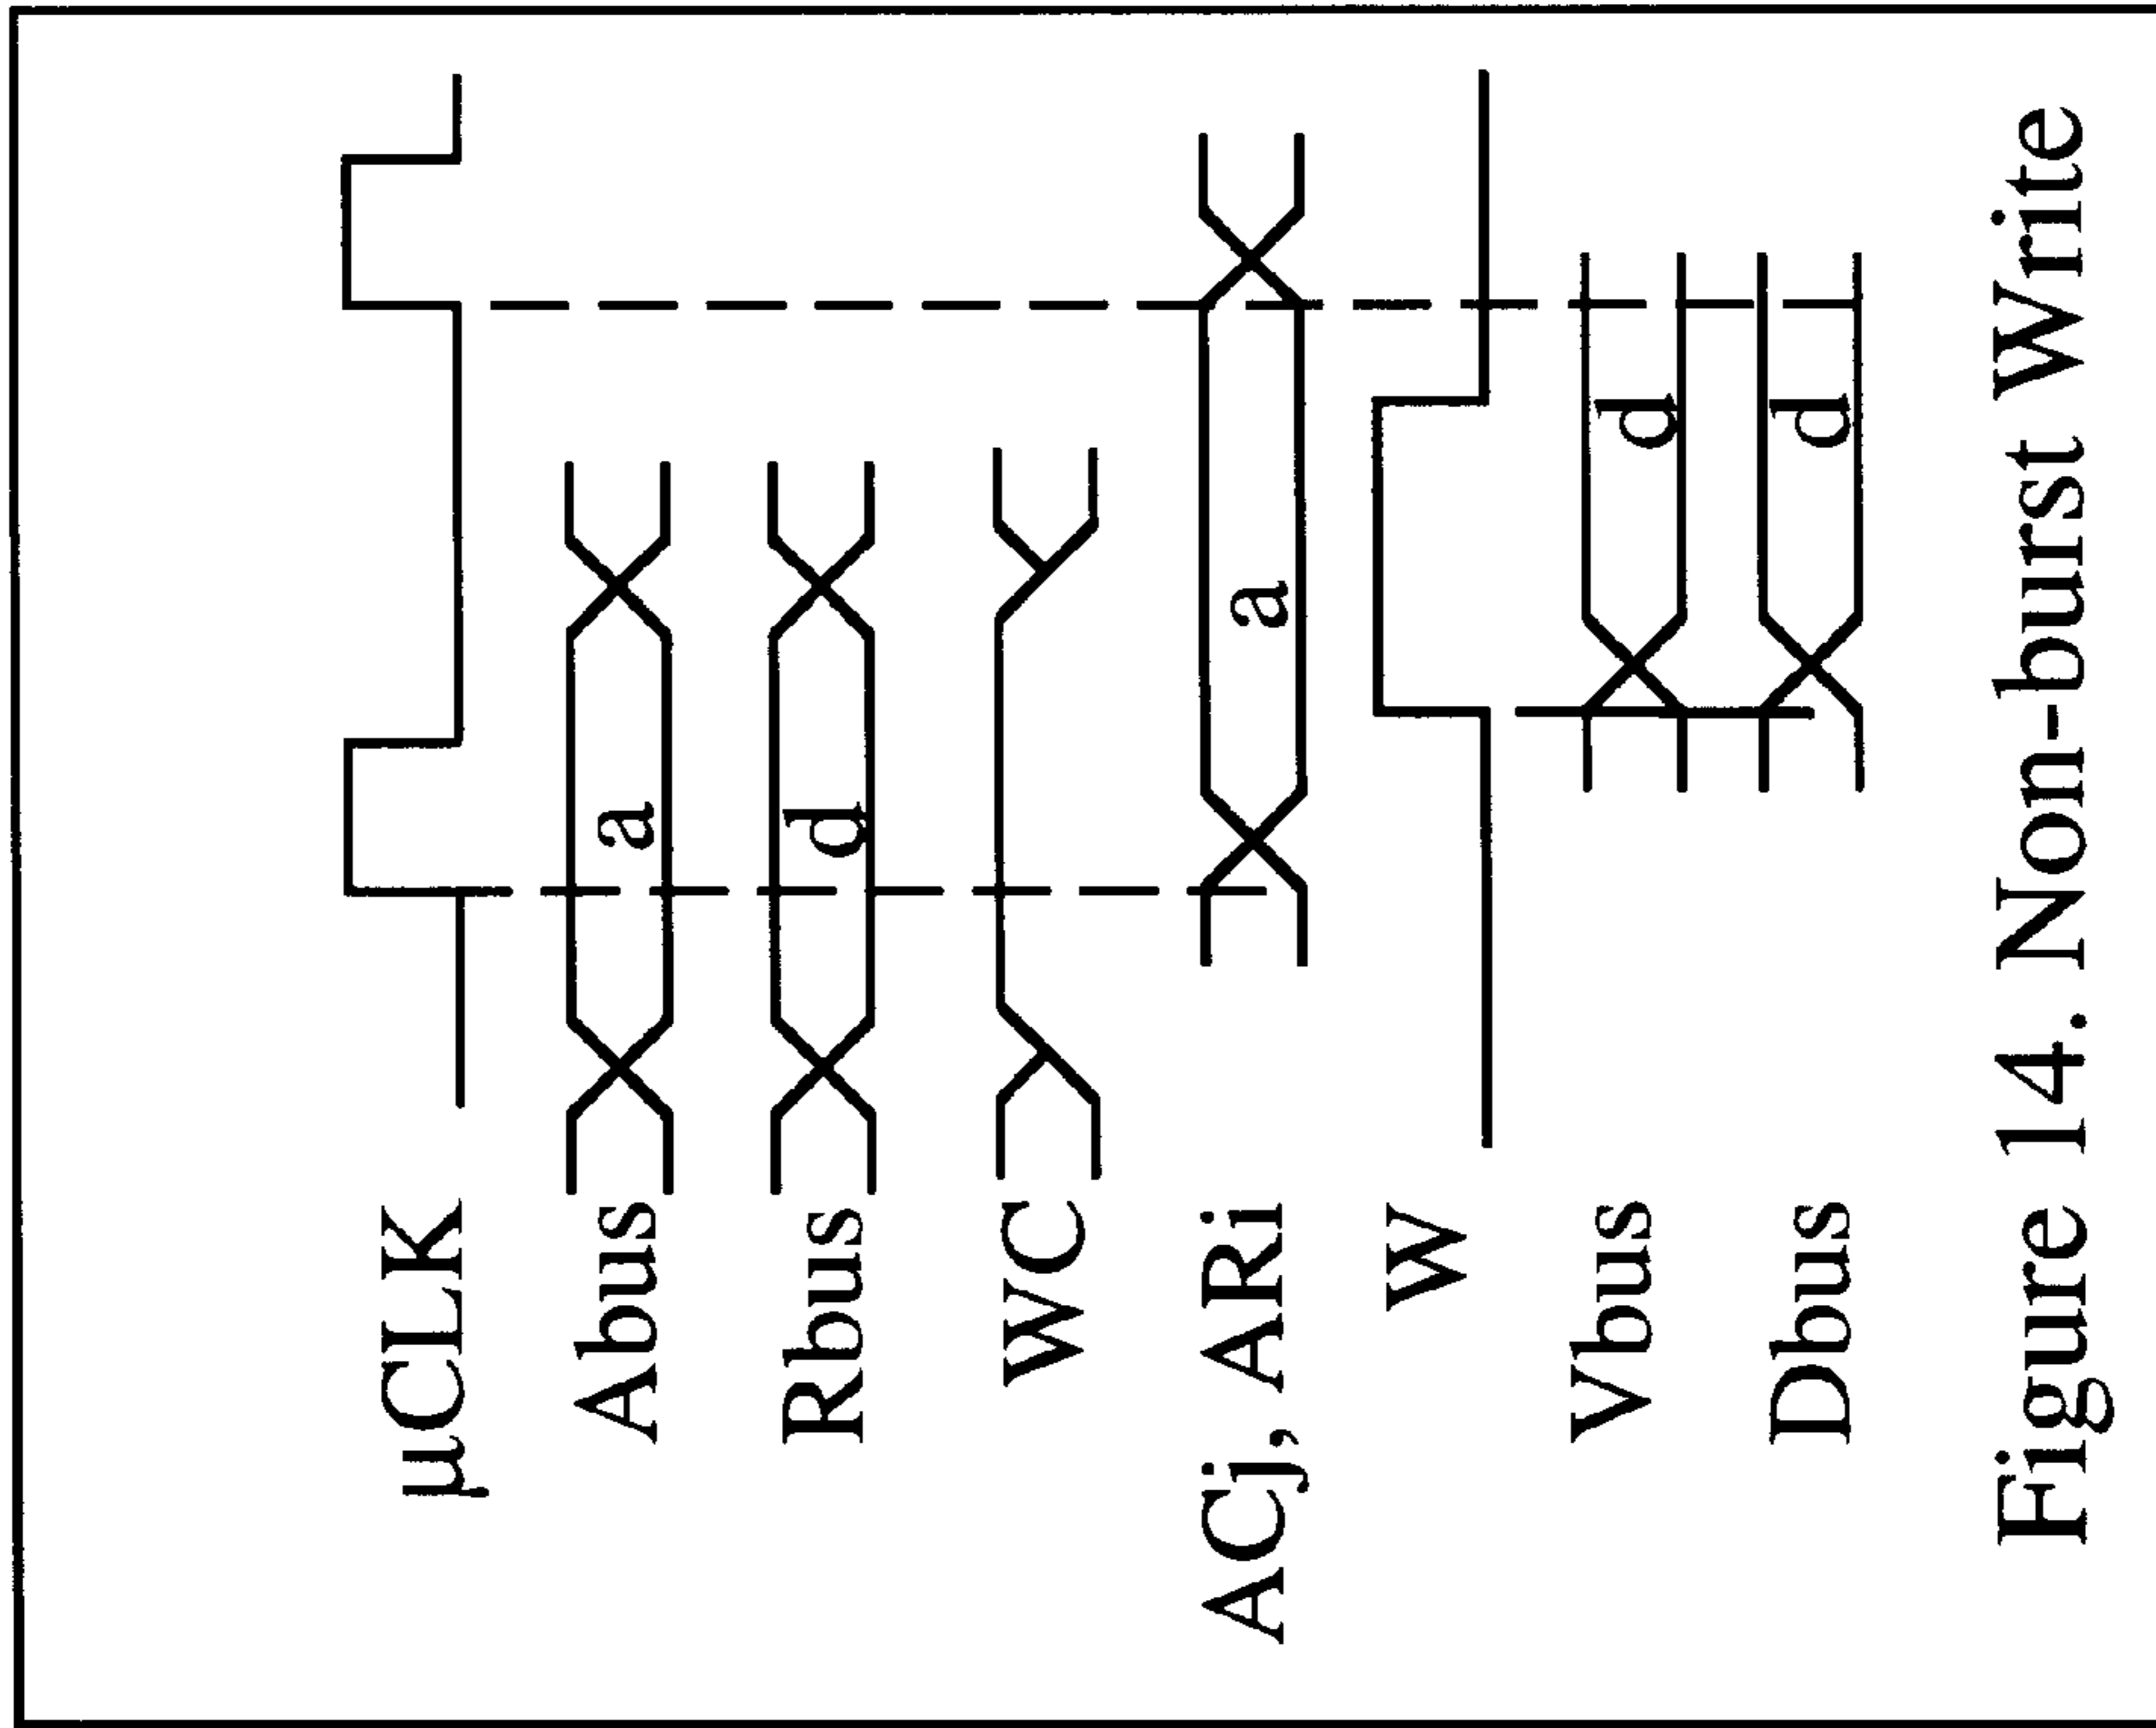 µCLK
Abus a
Rbus d
WC
ACj, ARi a
W
Vbus d
Dbus d
Figure 14. Non-burst Write